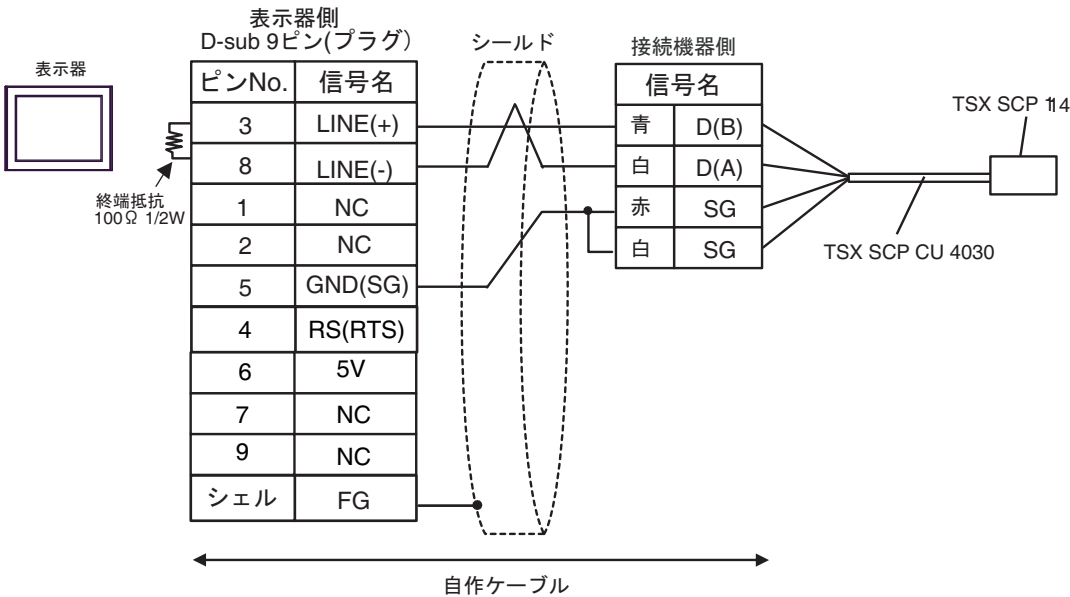 表示器側
D-sub 9ピン(プラグ)
シールド
接続機器側
表示器
ピンNo. 信号名
3 LINE(+)
8 LINE(-)
1 NC
2 NC
5 GND(SG)
4 RS(RTS)
6 5V
7 NC
9 NC
シェル FG
終端抵抗
100Ω 1/2W
信号名
青 D(B)
白 D(A)
赤 SG
白 SG
TSX SCP 114
TSX SCP CU 4030
自作ケーブル